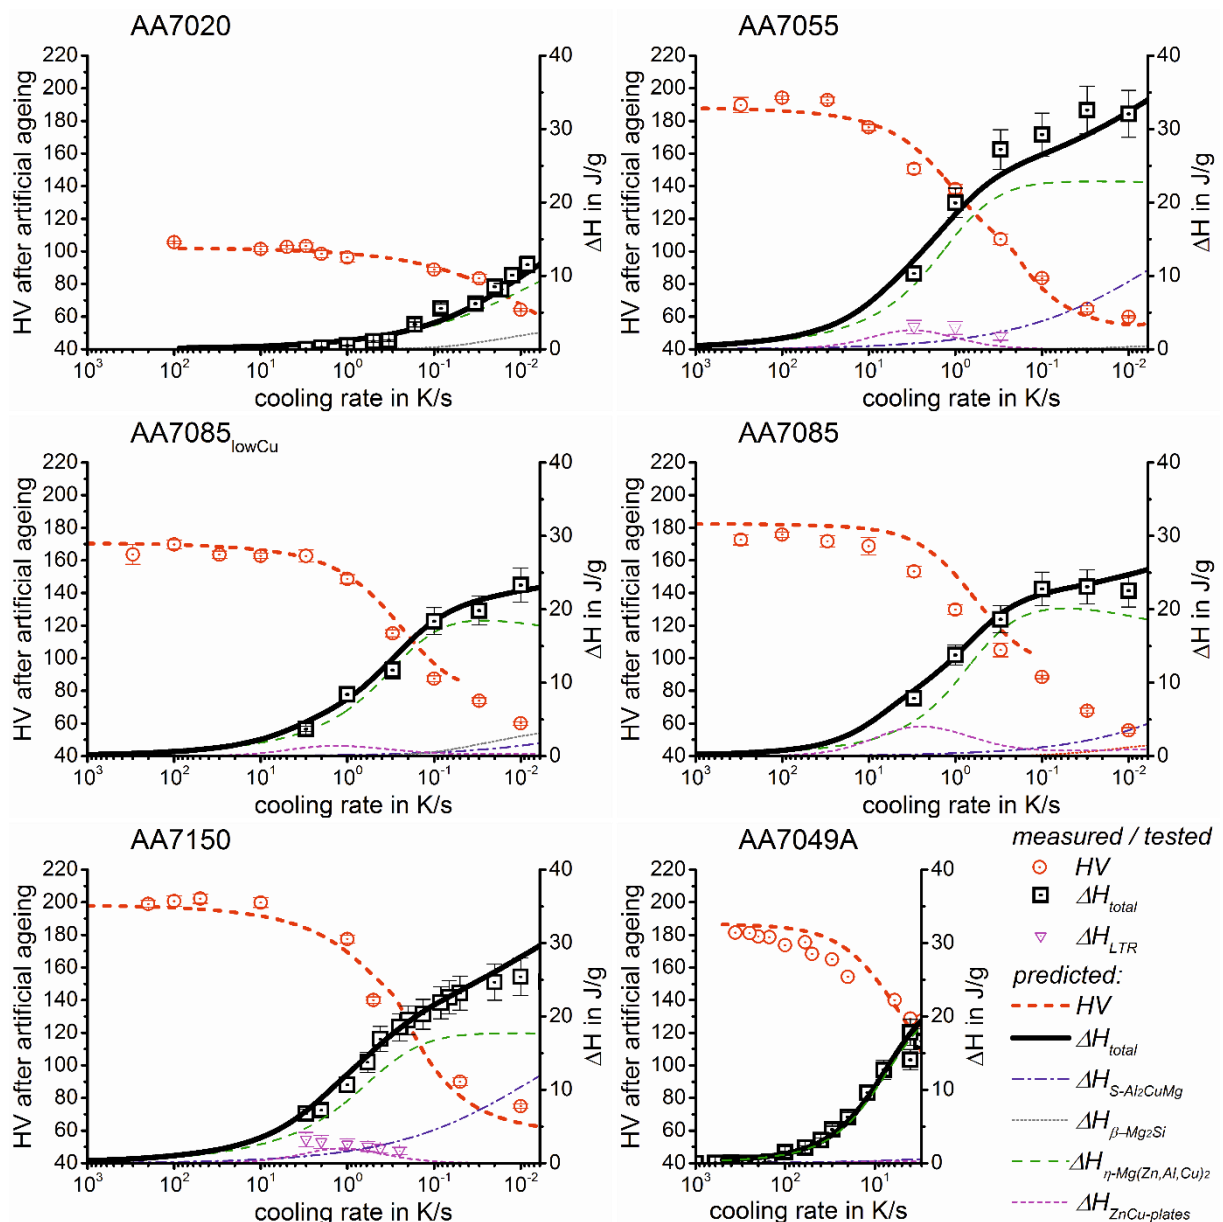 AA7020
HV after artificial ageing
220
200
180
160
140
120
100
80
60
40
40
30
20
10
0
ΔH in J/g
10³ 10² 10¹ 10⁰ 10⁻¹ 10⁻²
cooling rate in K/s
AA7055
HV after artificial ageing
220
200
180
160
140
120
100
80
60
40
40
30
20
10
0
ΔH in J/g
10³ 10² 10¹ 10⁰ 10⁻¹ 10⁻²
cooling rate in K/s
AA7085lowCu
HV after artificial ageing
220
200
180
160
140
120
100
80
60
40
40
30
20
10
0
ΔH in J/g
10³ 10² 10¹ 10⁰ 10⁻¹ 10⁻²
cooling rate in K/s
AA7085
HV after artificial ageing
220
200
180
160
140
120
100
80
60
40
40
30
20
10
0
ΔH in J/g
10³ 10² 10¹ 10⁰ 10⁻¹ 10⁻²
cooling rate in K/s
AA7150
HV after artificial ageing
220
200
180
160
140
120
100
80
60
40
40
30
20
10
0
ΔH in J/g
10³ 10² 10¹ 10⁰ 10⁻¹ 10⁻²
cooling rate in K/s
AA7049A
HV after artificial ageing
220
200
180
160
140
120
100
80
60
40
40
30
20
10
0
ΔH in J/g
10³ 10² 10¹
cooling rate in K/s
measured / tested
HV
ΔHtotal
ΔHLTR
predicted:
HV
ΔHtotal
ΔHS-Al₂CuMg
ΔHβ–Mg₂Si
ΔHη-Mg(Zn,Al,Cu)₂
ΔHZnCu-plates